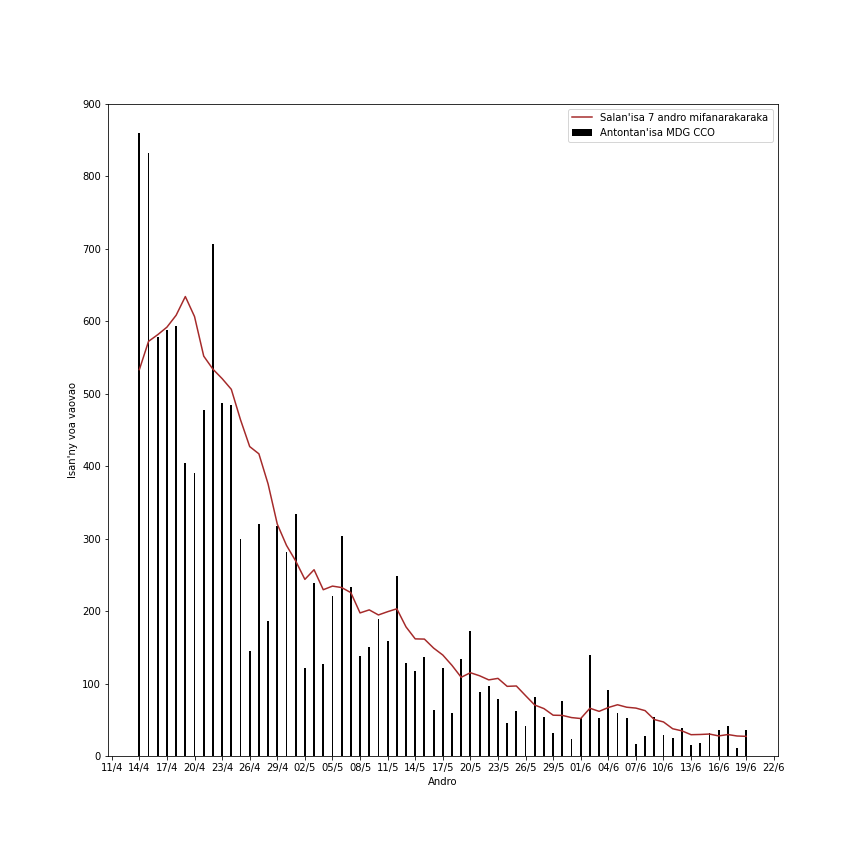 Salan'isa 7 andro mifanarakaraka
Antontan'isa MDG CCO
900
800
700
600
500
400
300
200
100
0
Isan'ny voa vaovao
11/4 14/4 17/4 20/4 23/4 26/4 29/4 02/5 05/5 08/5 11/5 14/5 17/5 20/5 23/5 26/5 29/5 01/6 04/6 07/6 10/6 13/6 16/6 19/6 22/6
Andro